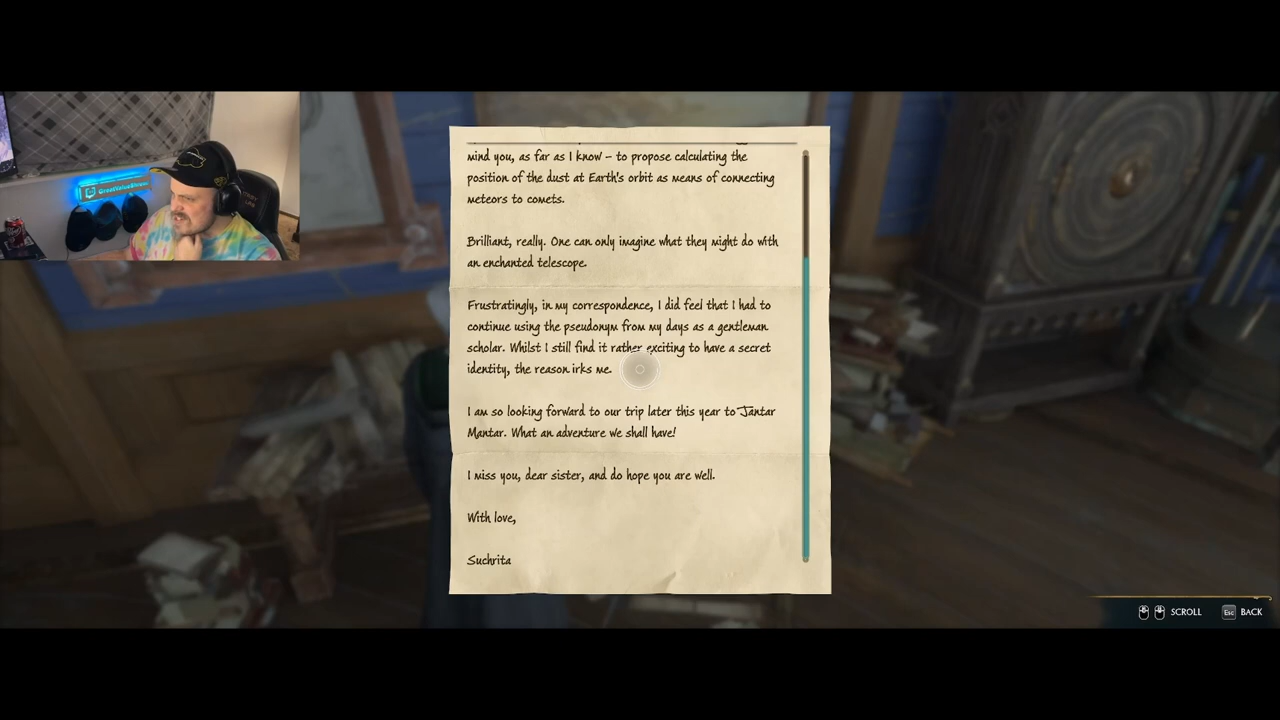 mind you, as far as I know – to propose calculating the
position of the dust at Earth's orbit as means of connecting
meteors to comets.
Brilliant, really. One can only imagine what they might do with
an enchanted telescope.
Frustratingly, in my correspondence, I did feel that I had to
continue using the pseudonym from my days as a gentleman
scholar. Whilst I still find it rather exciting to have a secret
identity, the reason irks me.
I am so looking forward to our trip later this year to Jantar
Mantar. What an adventure we shall have!
I miss you, dear sister, and do hope you are well.
With love,
Suchrita
Esc
SCROLL
BACK